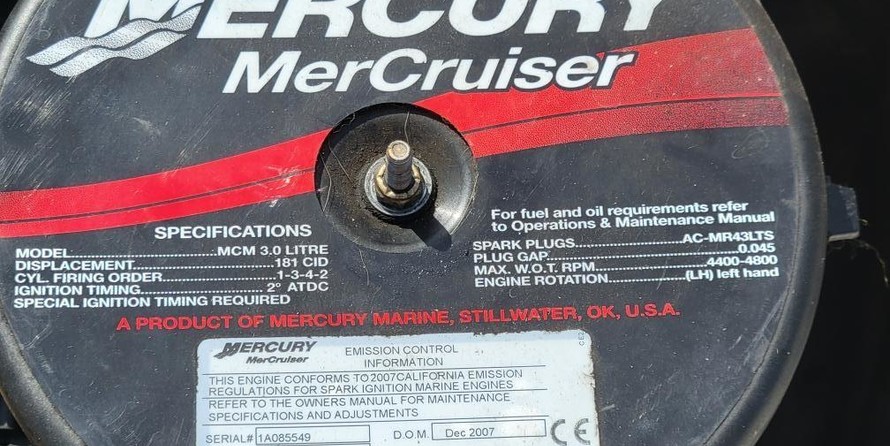 MERCURY
MerCruiser
SPECIFICATIONS
MODEL..............................MCM 3.0 LITRE
DISPLACEMENT..............................181 CID
CYL. FIRING ORDER........................1-3-4-2
IGNITION TIMING..........................2° ATDC
SPECIAL IGNITION TIMING REQUIRED
For fuel and oil requirements refer
to Operations & Maintenance Manual
SPARK PLUGS........................AC-MR43LTS
PLUG GAP........................................0.045
MAX. W.O.T. RPM........................4400-4800
ENGINE ROTATION..................(LH) left hand
A PRODUCT OF MERCURY MARINE, STILLWATER, OK, U.S.A.
MERCURY
MerCruiser
EMISSION CONTROL
INFORMATION
THIS ENGINE CONFORMS TO 2007 CALIFORNIA EMISSION
REGULATIONS FOR SPARK IGNITION MARINE ENGINES
REFER TO THE OWNERS MANUAL FOR MAINTENANCE
SPECIFICATIONS AND ADJUSTMENTS
SERIAL# 1A085549 D.O.M. Dec 2007 CE